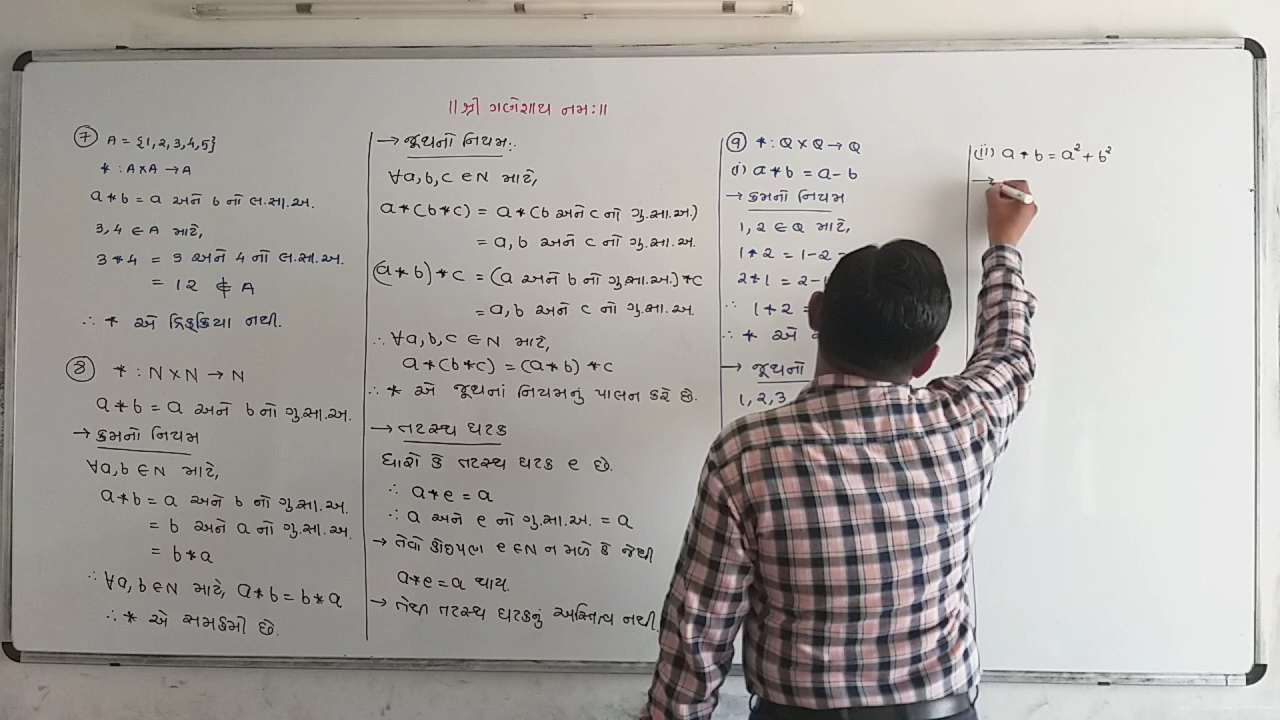 ॥ શ્રી ગણેશાય નમઃ॥
⑦ A = {1,2,3,4,5}
* : A×A → A
a*b = a અને b નો લ.સા.અ.
3,4 ∈ A માટે,
3*4 = 3 અને 4 નો લ.સા.અ.
= 12 ∉ A
∴ * એ દ્વિક્ક્રિયા નથી.
⑧ * : N×N → N
a*b = a અને b નો ગુ.સા.અ.
→ ક્રમનો નિયમ
∀a,b ∈ N માટે,
a*b = a અને b નો ગુ.સા.અ.
= b અને a નો ગુ.સા.અ.
= b*a
∴ ∀a,b ∈ N માટે, a*b = b*a
∴ * એ સમક્રમી છે.
→ જૂથનો નિયમ:
∀a,b,c ∈ N માટે,
a*(b*c) = a*(b અને c નો ગુ.સા.અ.)
= a,b અને c નો ગુ.સા.અ.
(a*b)*c = (a અને b નો ગુ.સા.અ.)*c
= a,b અને c નો ગુ.સા.અ.
∴ ∀a,b,c ∈ N માટે,
a*(b*c) = (a*b)*c
∴ * એ જૂથનાં નિયમનું પાલન કરે છે.
→ તટસ્થ ઘટક
ધારો કે તટસ્થ ઘટક e છે.
∴ a*e = a
∴ a અને e નો ગુ.સા.અ. = a
→ તેવો કોઈપણ e ∈ N ન મળે કે જેથી
a*e = a થાય.
→ તેથી તટસ્થ ઘટકનું અસ્તિત્વ નથી.
⑨ * : Q×Q → Q
(i) a*b = a-b
→ ક્રમનો નિયમ
1,2 ∈ Q માટે,
1*2 = 1-2
2*1 = 2-
∴ 1*2
∴ * એ
→ જૂથનો
1,2,3
(ii) a*b = a²+b²
→